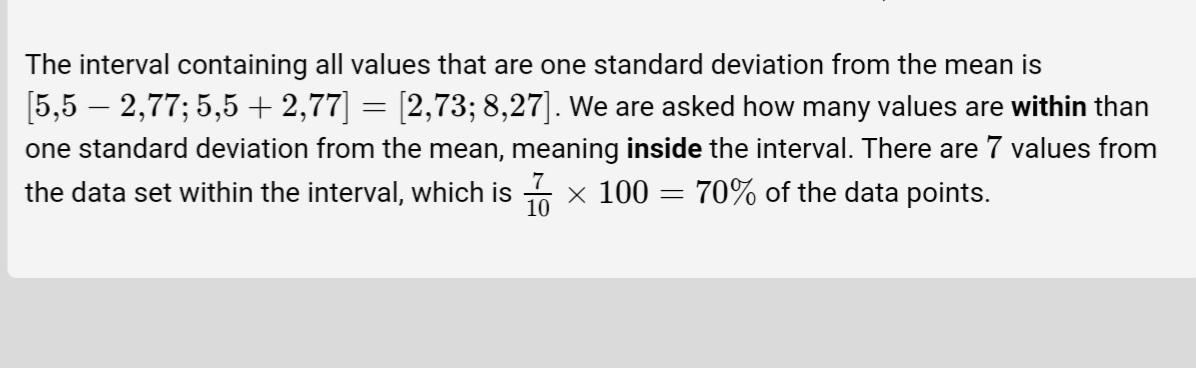 The interval containing all values that are one standard deviation from the mean is
[5,5 − 2,77; 5,5 + 2,77] = [2,73; 8,27]. We are asked how many values are within than
one standard deviation from the mean, meaning inside the interval. There are 7 values from
the data set within the interval, which is 7/10 × 100 = 70% of the data points.